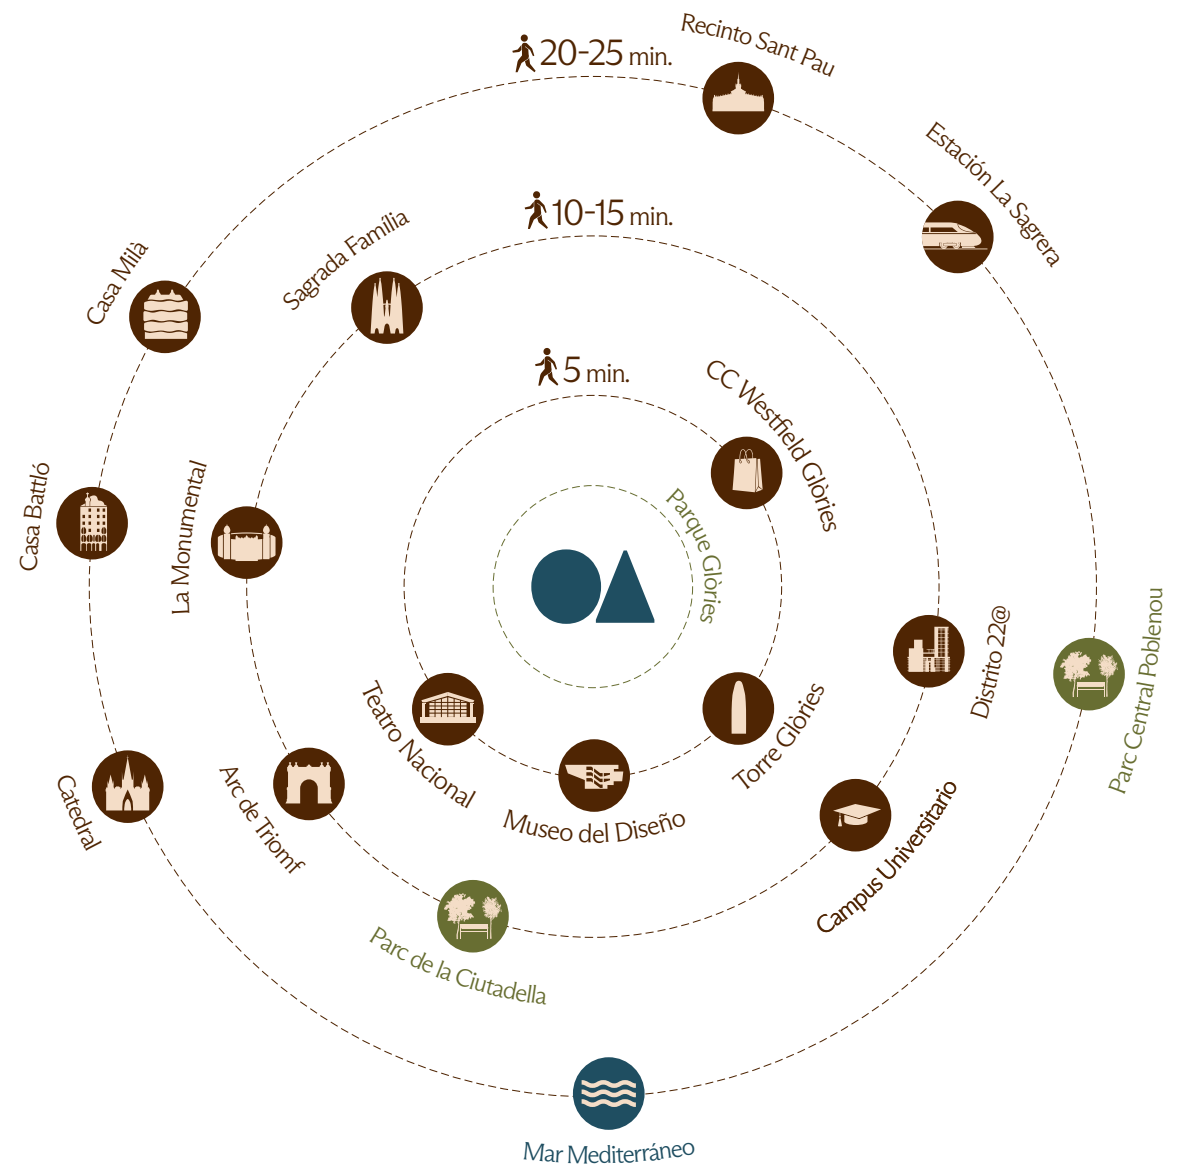 Recinto Sant Pau
20-25 min.
Estación La Sagrera
10-15 min.
Sagrada Família
Casa Milà
5 min.
CC Westfield Glòries
Casa Battló
La Monumental
Parque Glòries
Parc Central Poblenou
Distrito 22@
Teatro Nacional
Torre Glòries
Museo del Diseño
Arc de Triomf
Catedral
Campus Universitario
Parc de la Ciutadella
Mar Mediterráneo